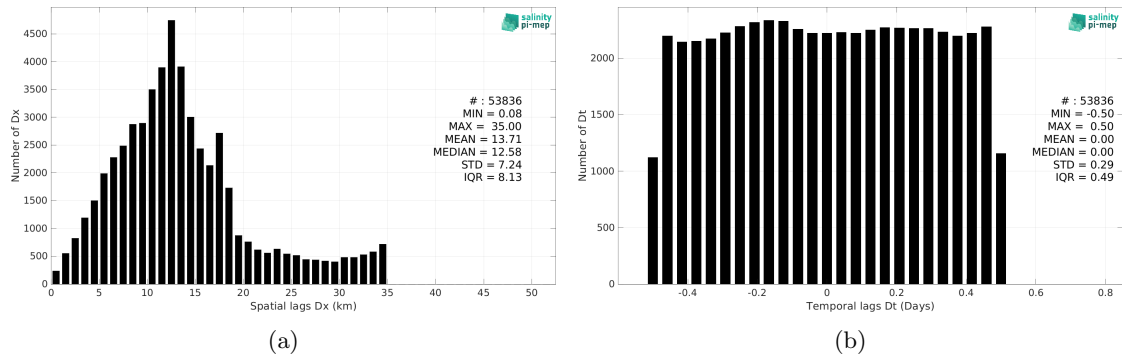 4500
4000
3500
3000
2500
2000
1500
1000
500
0
Number of Dx
salinity
pi-mep
# : 53836
MIN = 0.08
MAX = 35.00
MEAN = 13.71
MEDIAN = 12.58
STD = 7.24
IQR = 8.13
0 5 10 15 20 25 30 35 40 45 50
Spatial lags Dx (km)
(a)
2000
1500
1000
500
0
Number of Dt
salinity
pi-mep
# : 53836
MIN = -0.50
MAX = 0.50
MEAN = 0.00
MEDIAN = 0.00
STD = 0.29
IQR = 0.49
-0.4 -0.2 0 0.2 0.4 0.6 0.8
Temporal lags Dt (Days)
(b)